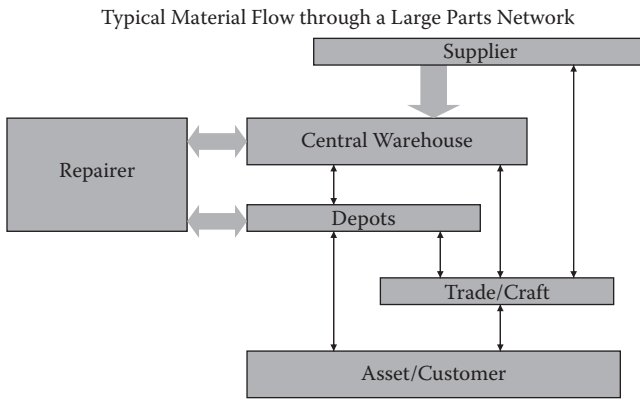 Typical Material Flow through a Large Parts Network
Supplier
Central Warehouse
Repairer
Depots
Trade/Craft
Asset/Customer